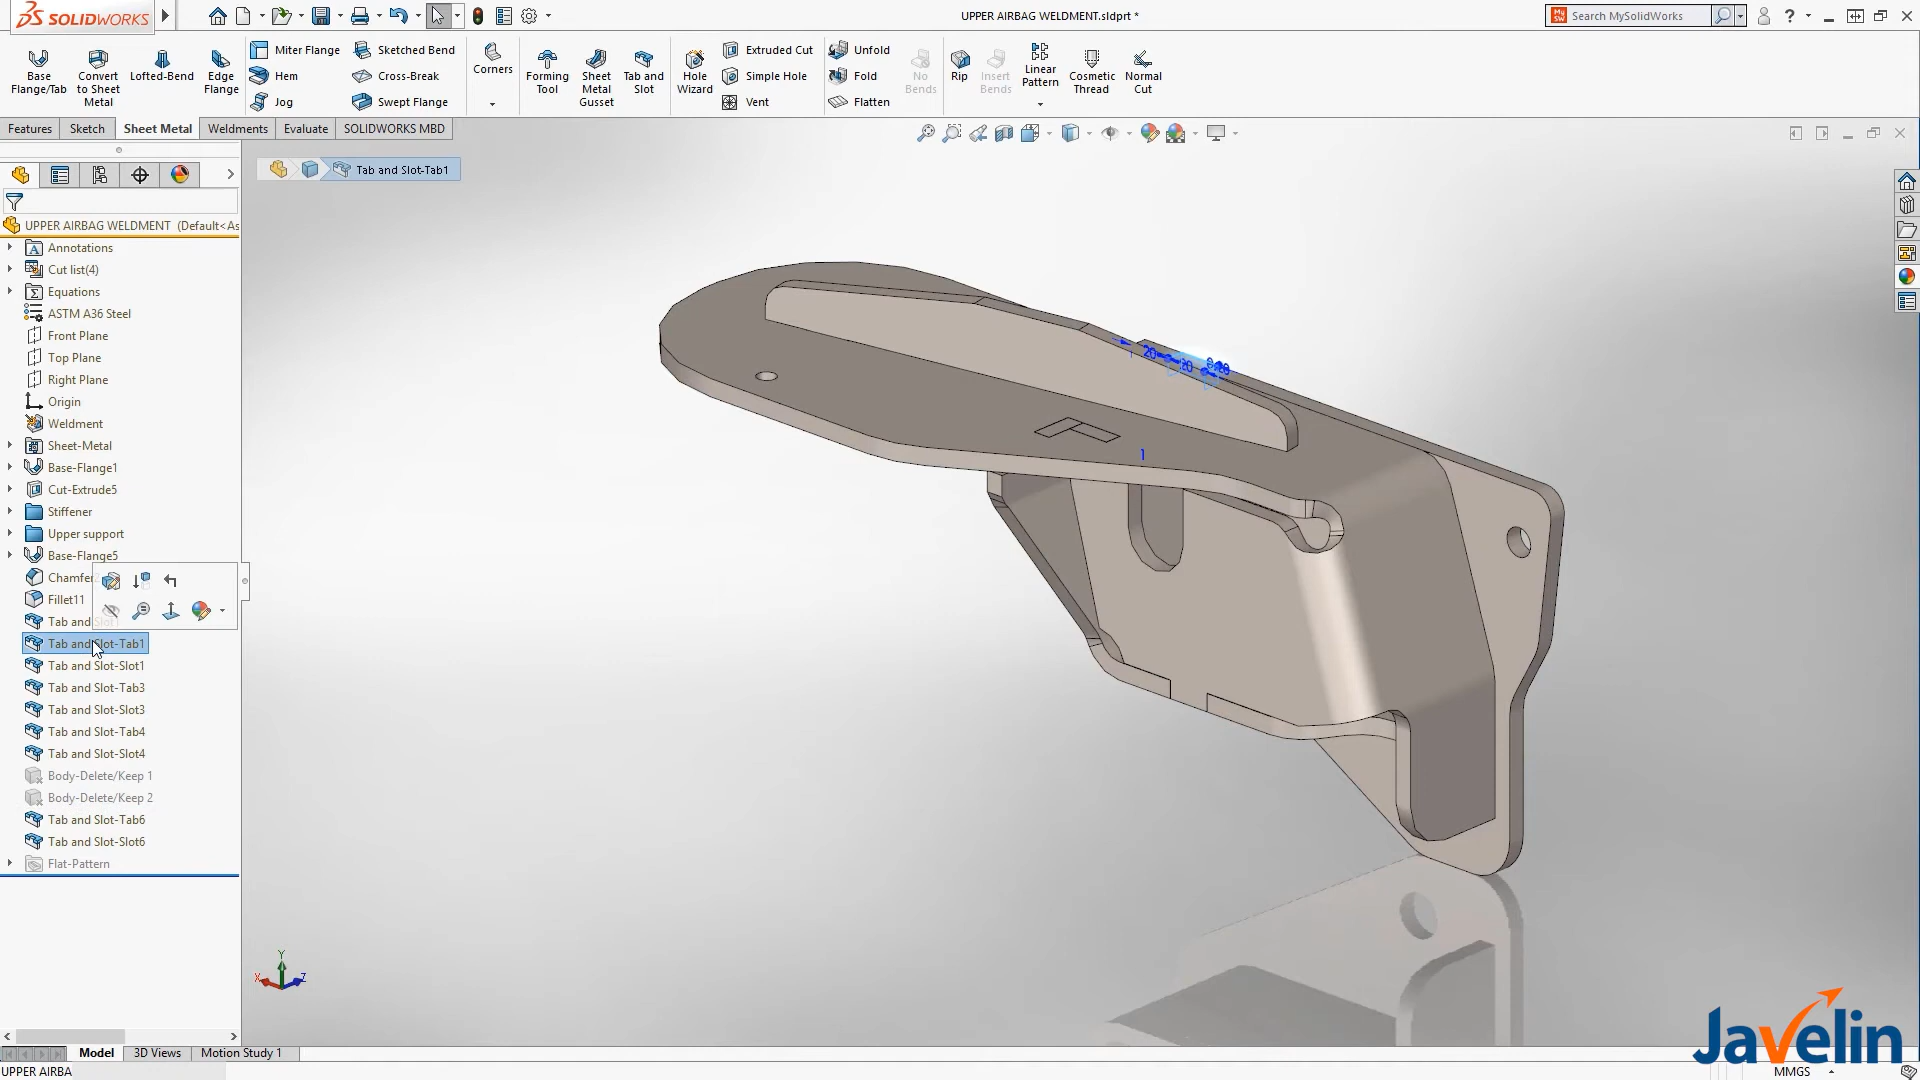 SOLIDWORKS
UPPER AIRBAG WELDMENT.sldprt *
Search MySolidWorks
Base Flange/Tab
Convert to Sheet Metal
Lofted-Bend
Edge Flange
Miter Flange
Hem
Jog
Sketched Bend
Cross-Break
Swept Flange
Corners
Forming Tool
Sheet Metal Gusset
Tab and Slot
Hole Wizard
Extruded Cut
Simple Hole
Vent
Unfold
Fold
Flatten
No Bends
Rip
Insert Bends
Linear Pattern
Cosmetic Thread
Normal Cut
Features
Sketch
Sheet Metal
Weldments
Evaluate
SOLIDWORKS MBD
Tab and Slot-Tab1
UPPER AIRBAG WELDMENT (Default<As
Annotations
Cut list(4)
Equations
ASTM A36 Steel
Front Plane
Top Plane
Right Plane
Origin
Weldment
Sheet-Metal
Base-Flange1
Cut-Extrude5
Stiffener
Upper support
Base-Flange5
Chamfer
Fillet11
Tab and Slot1
Tab and Slot-Tab1
Tab and Slot-Slot1
Tab and Slot-Tab3
Tab and Slot-Slot3
Tab and Slot-Tab4
Tab and Slot-Slot4
Body-Delete/Keep 1
Body-Delete/Keep 2
Tab and Slot-Tab6
Tab and Slot-Slot6
Flat-Pattern
20
20
1
Y
X
Z
Model
3D Views
Motion Study 1
UPPER AIRBA
MMGS
Javelin